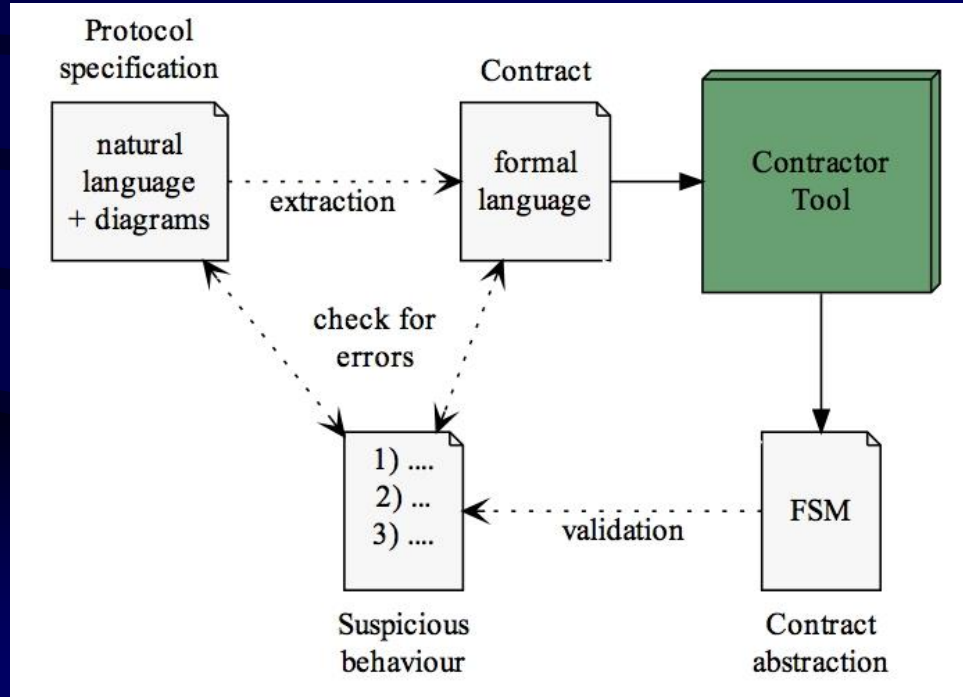 Protocol
specification
natural
language
+ diagrams
extraction
Contract
formal
language
Contractor
Tool
check for
errors
1) ....
2) ...
3) ....
Suspicious
behaviour
validation
FSM
Contract
abstraction